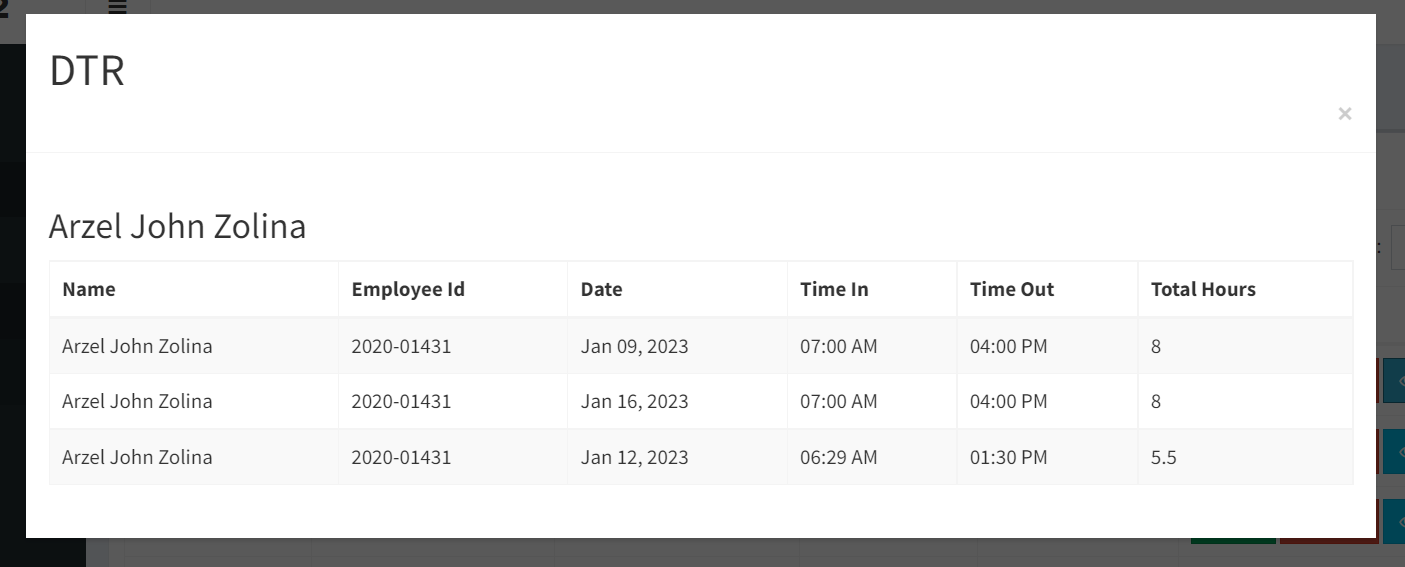 DTR
×
Arzel John Zolina
Name Employee Id Date Time In Time Out Total Hours
Arzel John Zolina 2020-01431 Jan 09, 2023 07:00 AM 04:00 PM 8
Arzel John Zolina 2020-01431 Jan 16, 2023 07:00 AM 04:00 PM 8
Arzel John Zolina 2020-01431 Jan 12, 2023 06:29 AM 01:30 PM 5.5